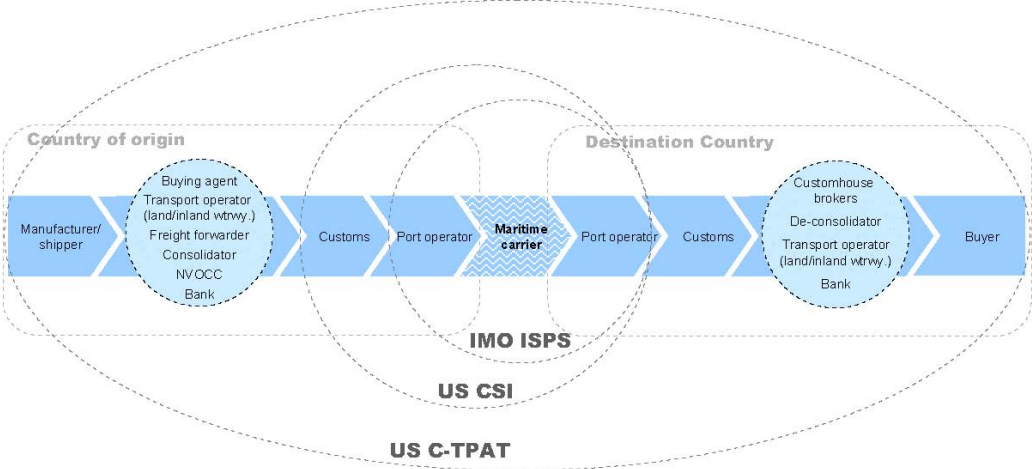 Country of origin
Destination Country
Manufacturer/
shipper
Buying agent
Transport operator
(land/inland wtrwy.)
Freight forwarder
Consolidator
NVOCC
Bank
Customs
Port operator
Maritime
carrier
Port operator
Customs
Customhouse
brokers
De-consolidator
Transport operator
(land/inland wtrwy.)
Bank
Buyer
IMO ISPS
US CSI
US C-TPAT